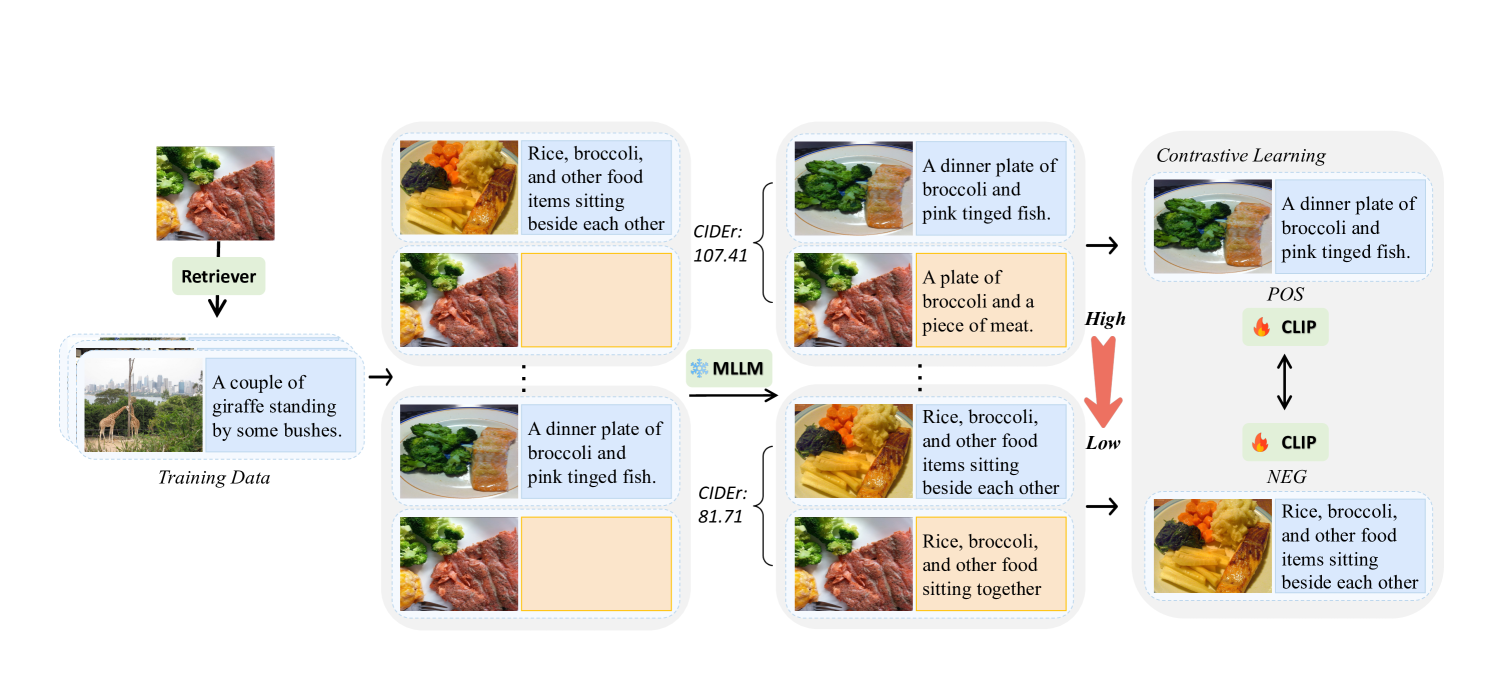 Retriever
A couple of
giraffe standing
by some bushes.
Training Data
Rice, broccoli,
and other food
items sitting
beside each other
A dinner plate of
broccoli and
pink tinged fish.
MLLM
CIDEr:
107.41
A dinner plate of
broccoli and
pink tinged fish.
A plate of
broccoli and a
piece of meat.
CIDEr:
81.71
Rice, broccoli,
and other food
items sitting
beside each other
Rice, broccoli,
and other food
sitting together
High
Low
Contrastive Learning
A dinner plate of
broccoli and
pink tinged fish.
POS
CLIP
CLIP
NEG
Rice, broccoli,
and other food
items sitting
beside each other